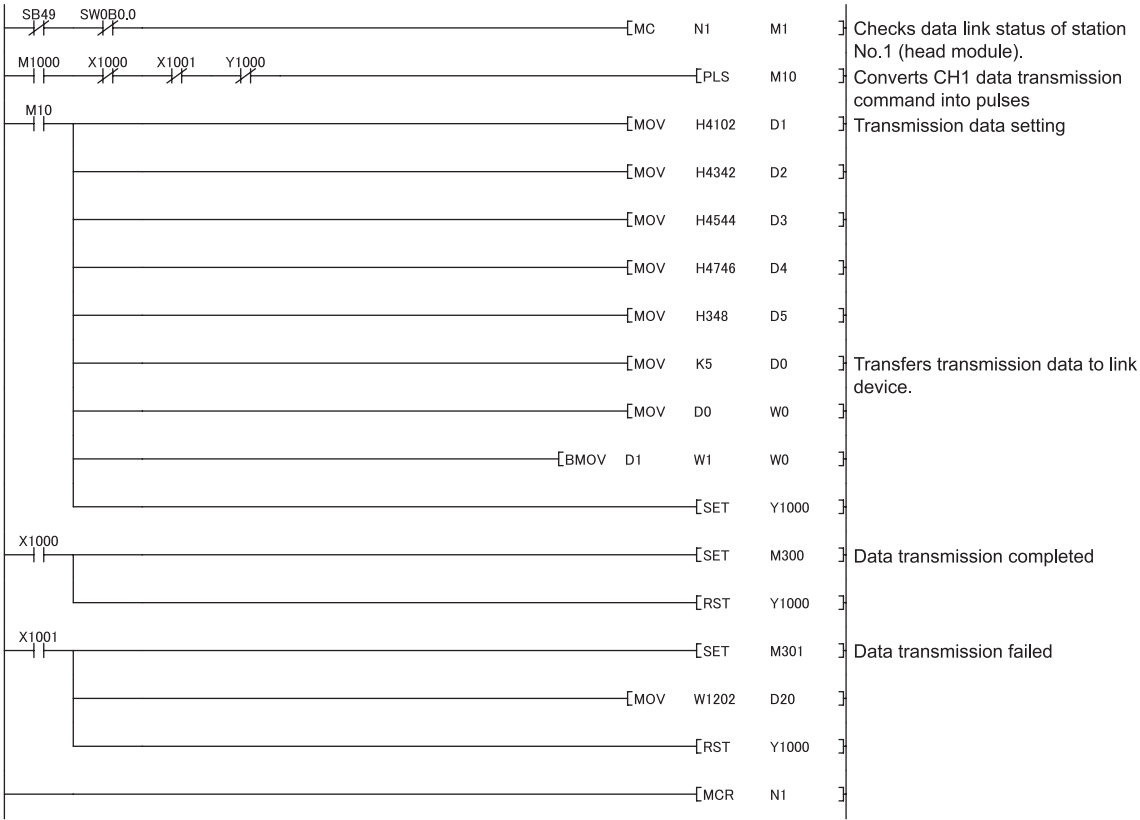 SB49 SW0B0.0
[MC N1 M1 ] Checks data link status of station
No.1 (head module).
M1000 X1000 X1001 Y1000
[PLS M10 ] Converts CH1 data transmission
command into pulses
M10
[MOV H4102 D1 ] Transmission data setting
[MOV H4342 D2 ]
[MOV H4544 D3 ]
[MOV H4746 D4 ]
[MOV H348 D5 ]
[MOV K5 D0 ] Transfers transmission data to link
device.
[MOV D0 W0 ]
[BMOV D1 W1 W0 ]
[SET Y1000 ]
X1000
[SET M300 ] Data transmission completed
[RST Y1000 ]
X1001
[SET M301 ] Data transmission failed
[MOV W1202 D20 ]
[RST Y1000 ]
[MCR N1 ]